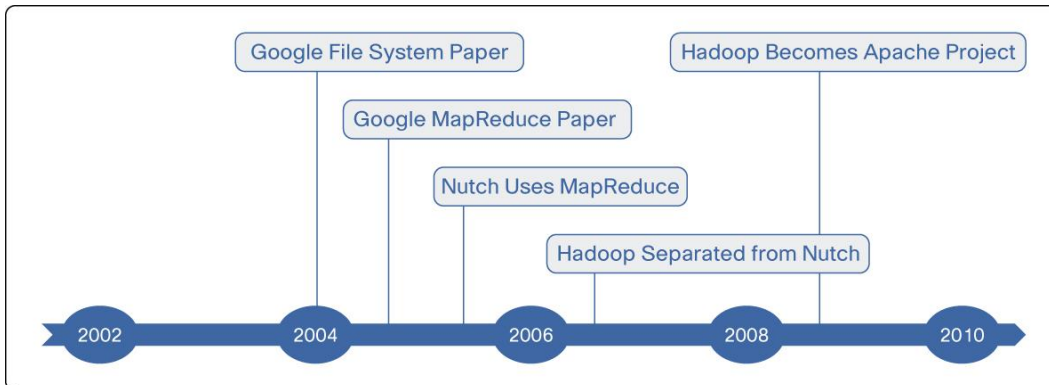 Google File System Paper
Hadoop Becomes Apache Project
Google MapReduce Paper
Nutch Uses MapReduce
Hadoop Separated from Nutch
2002
2004
2006
2008
2010